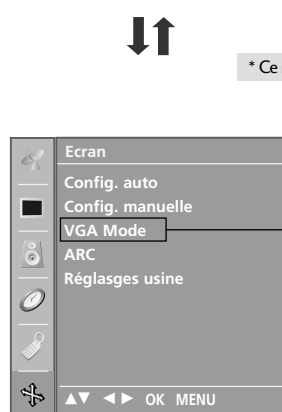 * Ce
Ecran
Config. auto
Config. manuelle
VGA Mode
ARC
Réglasges usine
▲▼ ◄► OK MENU